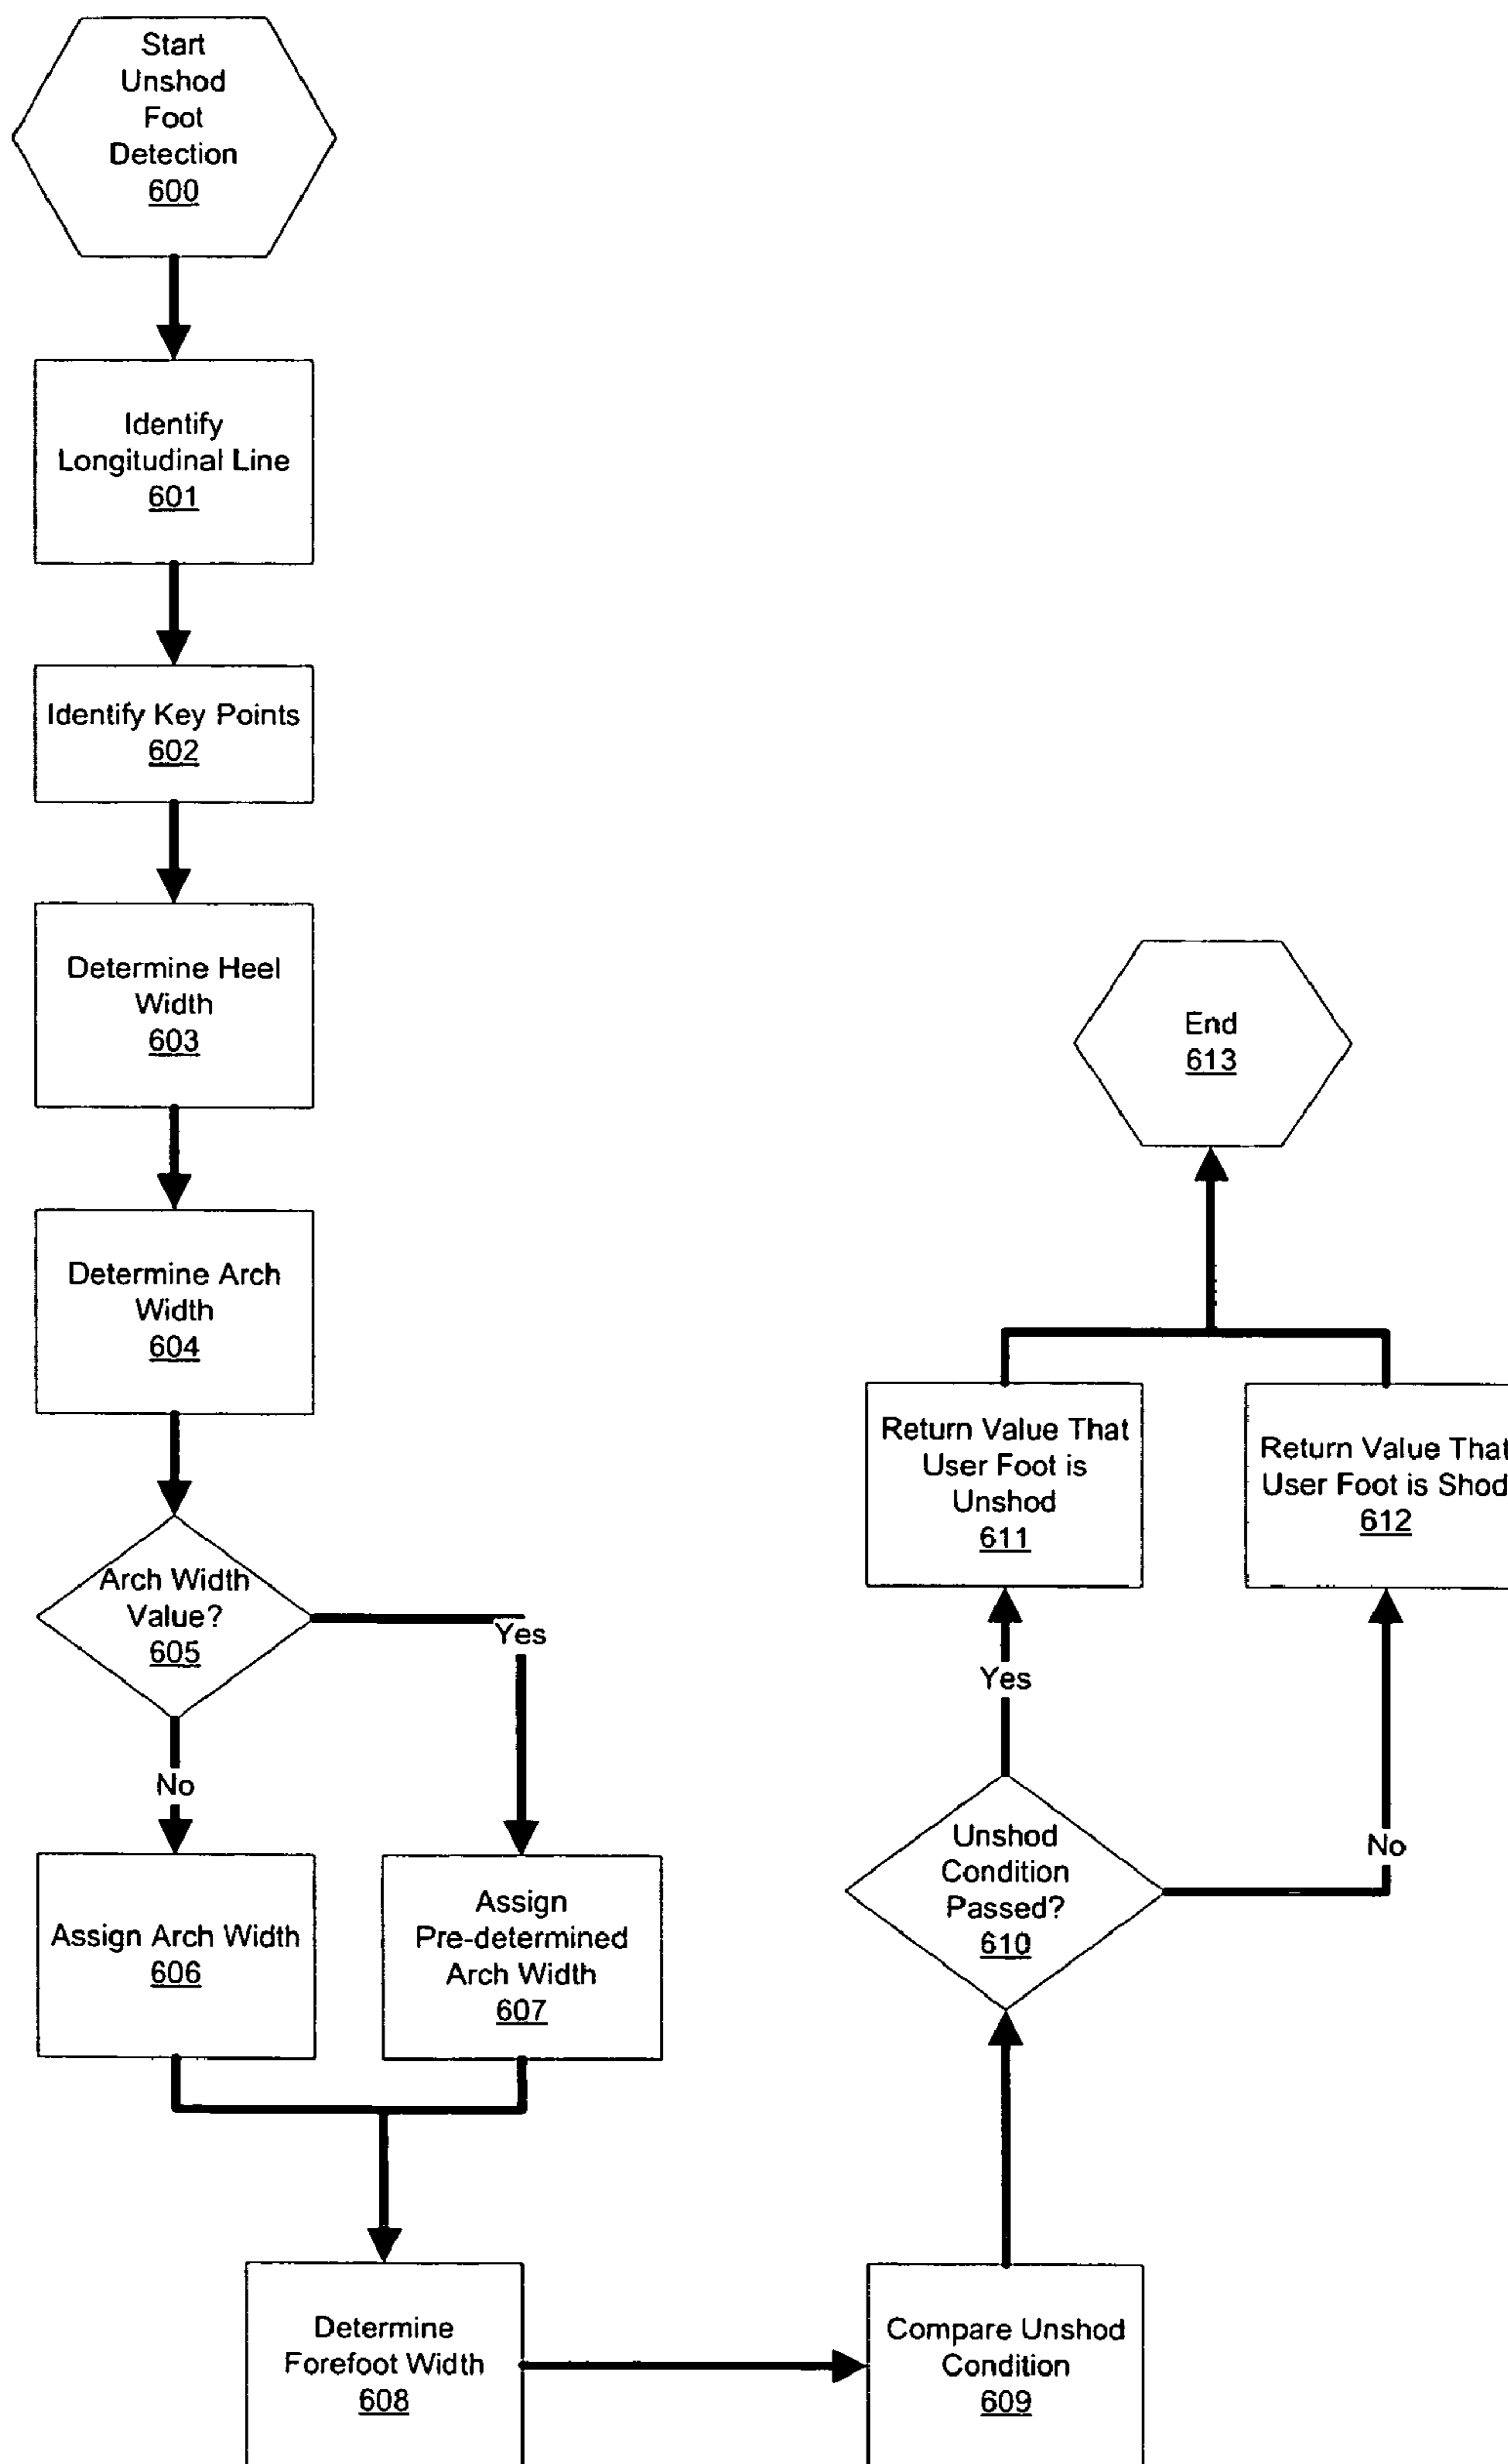 Start
Unshod
Foot
Detection
600
Identify
Longitudinal Line
601
Identify Key Points
602
Determine Heel
Width
603
Determine Arch
Width
604
Arch Width
Value?
605
Yes
No
Assign Arch Width
606
Assign
Pre-determined
Arch Width
607
Determine
Forefoot Width
608
Compare Unshod
Condition
609
Unshod
Condition
Passed?
610
Yes
No
Return Value That
User Foot is
Unshod
611
Return Value That
User Foot is Shod
612
End
613